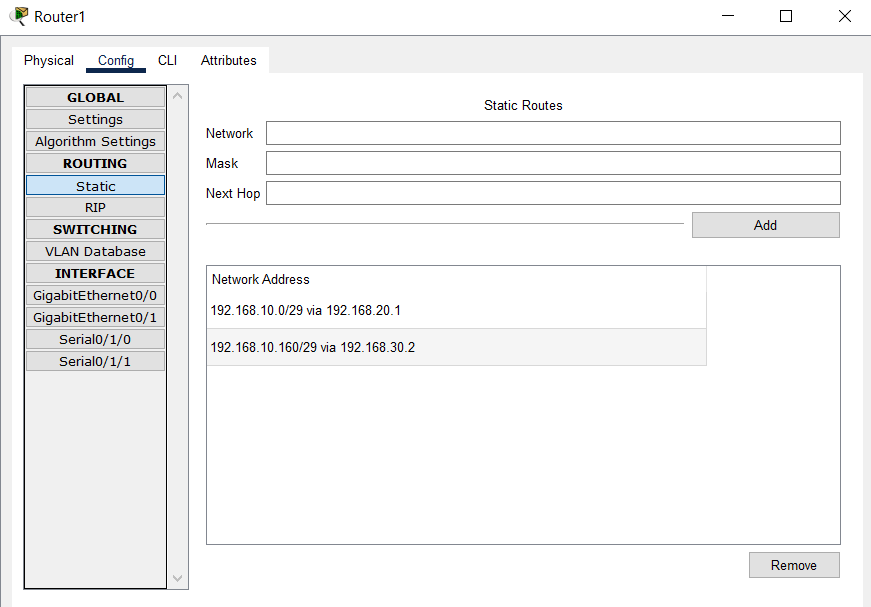 Router1
Physical Config CLI Attributes
GLOBAL
Settings
Algorithm Settings
ROUTING
Static
RIP
SWITCHING
VLAN Database
INTERFACE
GigabitEthernet0/0
GigabitEthernet0/1
Serial0/1/0
Serial0/1/1
Static Routes
Network
Mask
Next Hop
Add
Network Address
192.168.10.0/29 via 192.168.20.1
192.168.10.160/29 via 192.168.30.2
Remove